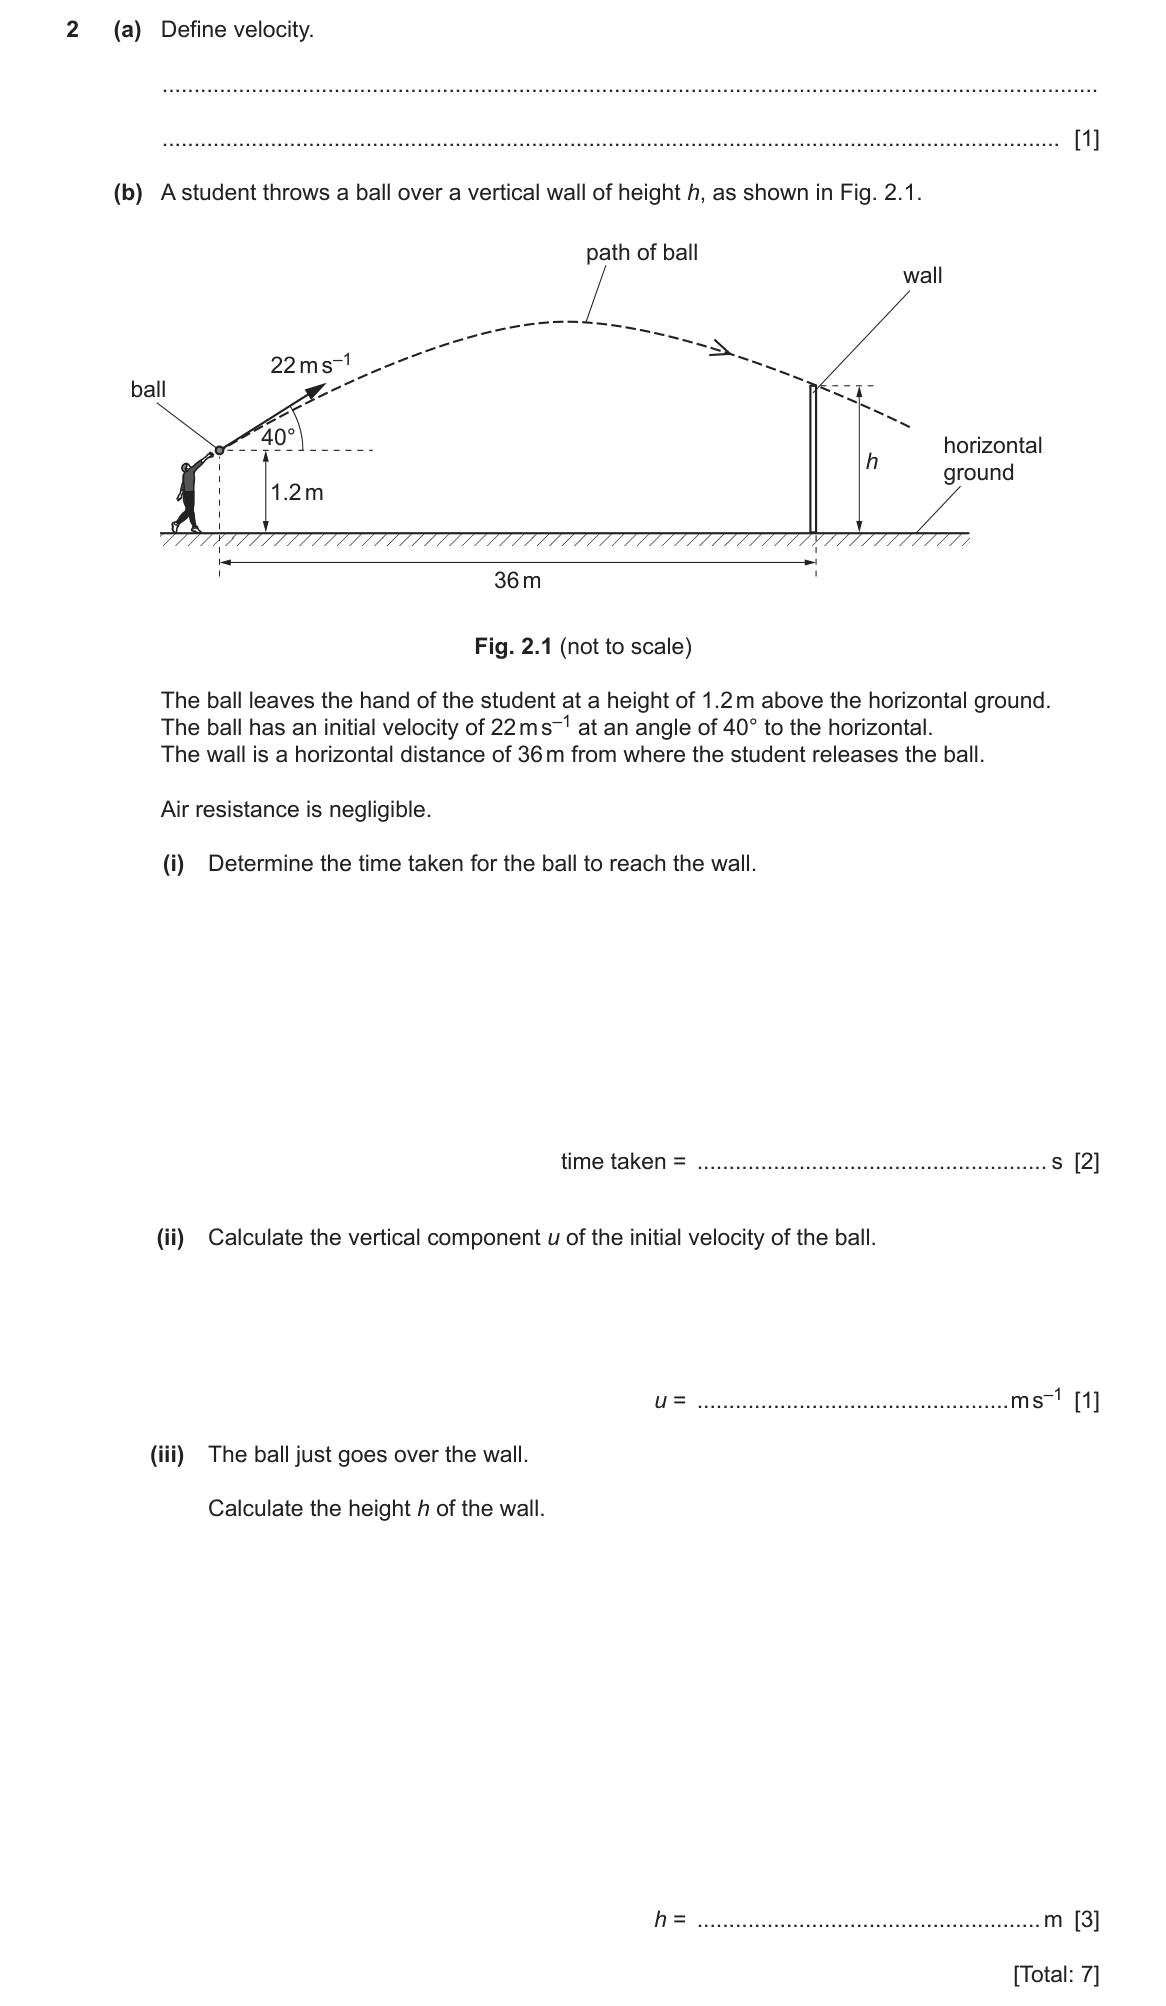 2 (a) Define velocity.
..........................................................................................
.......................................................................................... [1]
(b) A student throws a ball over a vertical wall of height h, as shown in Fig. 2.1.
path of ball
wall
22 m s⁻¹
ball
40°
horizontal
ground
h
1.2 m
36 m
Fig. 2.1 (not to scale)
The ball leaves the hand of the student at a height of 1.2 m above the horizontal ground.
The ball has an initial velocity of 22 m s⁻¹ at an angle of 40° to the horizontal.
The wall is a horizontal distance of 36 m from where the student releases the ball.
Air resistance is negligible.
(i) Determine the time taken for the ball to reach the wall.
time taken = ...................................................... s [2]
(ii) Calculate the vertical component u of the initial velocity of the ball.
u = ................................................ m s⁻¹ [1]
(iii) The ball just goes over the wall.
Calculate the height h of the wall.
h = ..................................................... m [3]
[Total: 7]